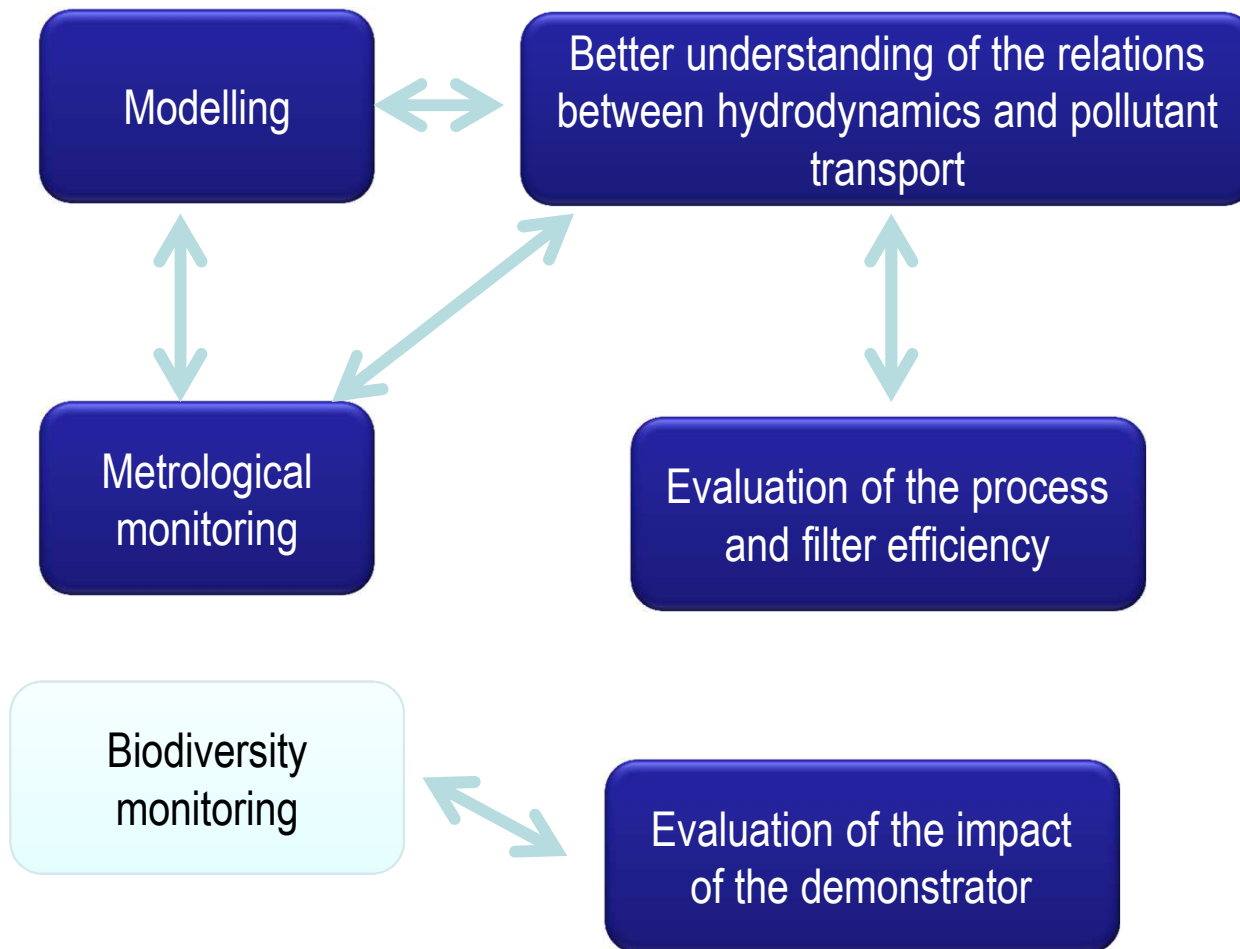 Modelling
Better understanding of the relations
between hydrodynamics and pollutant
transport
Metrological
monitoring
Evaluation of the process
and filter efficiency
Biodiversity
monitoring
Evaluation of the impact
of the demonstrator